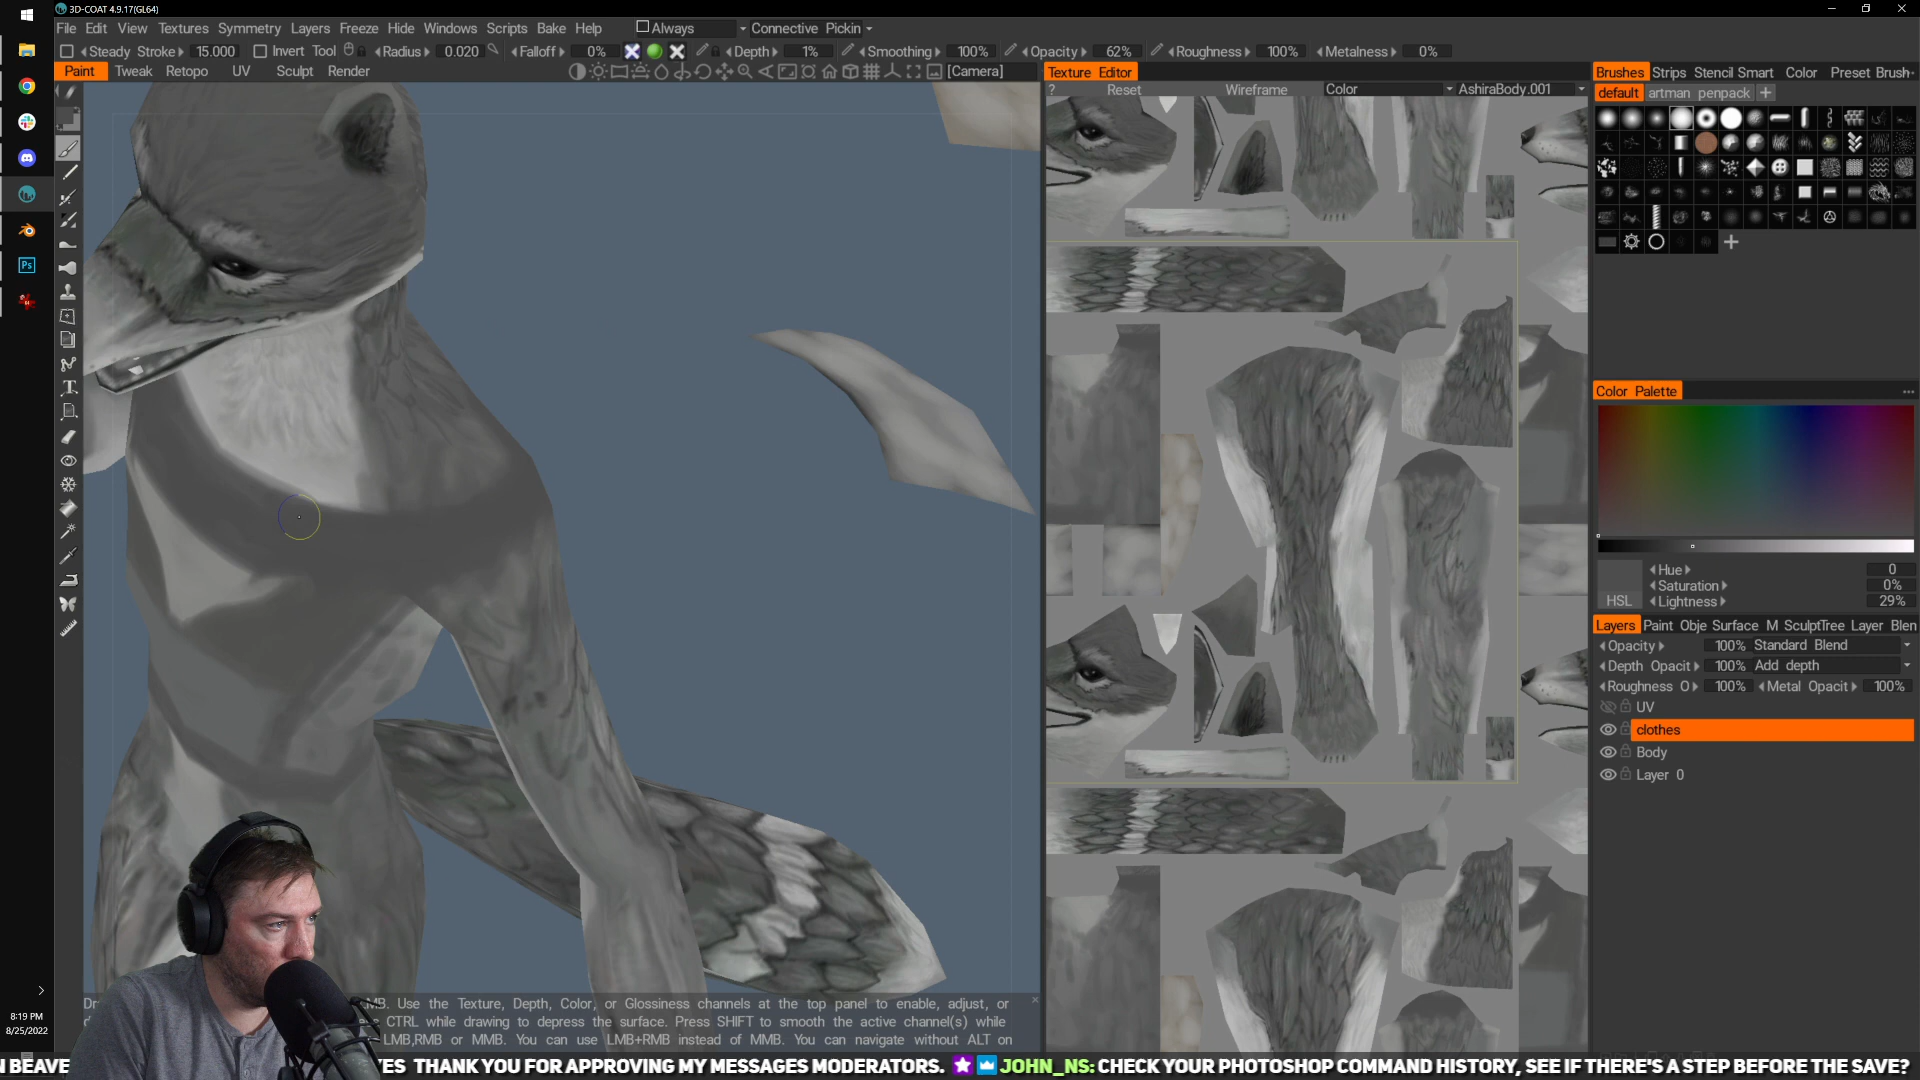 3D-COAT 4.9.17(GL64)
File Edit View Textures Symmetry Layers Freeze Hide Windows Scripts Bake Help Always Connective Pickin
Steady Stroke 15.000 Invert Tool Radius 0.020 Falloff 0% Depth 1% Smoothing 100% Opacity 62% Roughness 100% Metalness 0%
Paint Tweak Retopo UV Sculpt Render [Camera]
Texture Editor
? Reset Wireframe Color AshiraBody.001
Brushes Strips Stencil Smart Color Preset Brush
default artman penpack +
Color Palette
Hue 0
Saturation 0%
HSL Lightness 29%
Layers Paint Obje Surface M SculptTree Layer Blen
Opacity 100% Standard Blend
Depth Opacit 100% Add depth
Roughness O 100% Metal Opacit 100%
UV
clothes
Body
Layer 0
MB. Use the Texture, Depth, Color, or Glossiness channels at the top panel to enable, adjust, or
CTRL while drawing to depress the surface. Press SHIFT to smooth the active channel(s) while
LMB,RMB or MMB. You can use LMB+RMB instead of MMB. You can navigate without ALT on
8:19 PM
8/25/2022
N BEAVE
YES THANK YOU FOR APPROVING MY MESSAGES MODERATORS. JOHN_NS: CHECK YOUR PHOTOSHOP COMMAND HISTORY, SEE IF THERE'S A STEP BEFORE THE SAVE?